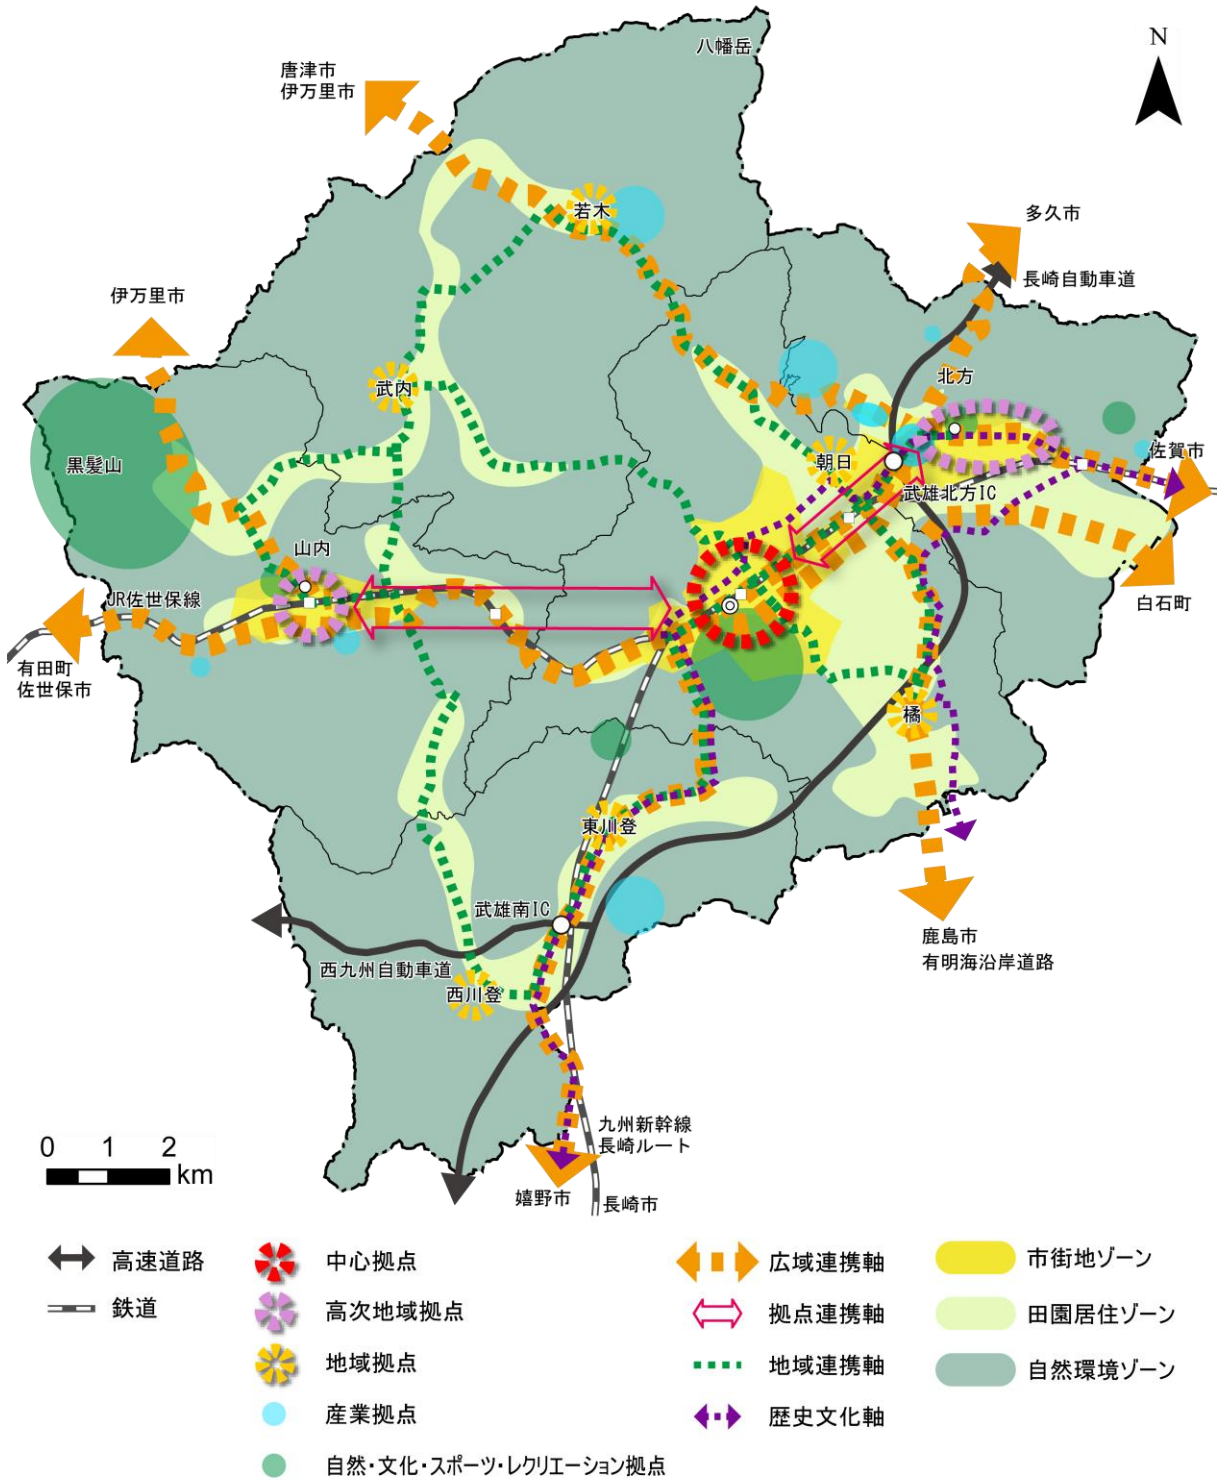 八幡岳
N
唐津市
伊万里市
多久市
若木
長崎自動車道
伊万里市
北方
武内
佐賀市
黒髪山
朝日
武雄北方IC
山内
JR佐世保線
白石町
有田町
佐世保市
橘
東川登
武雄南IC
鹿島市
有明海沿岸道路
西九州自動車道
西川登
九州新幹線
長崎ルート
嬉野市
長崎市
0 1 2
km
高速道路
鉄道
中心拠点
高次地域拠点
地域拠点
産業拠点
自然・文化・スポーツ・レクリエーション拠点
広域連携軸
拠点連携軸
地域連携軸
歴史文化軸
市街地ゾーン
田園居住ゾーン
自然環境ゾーン